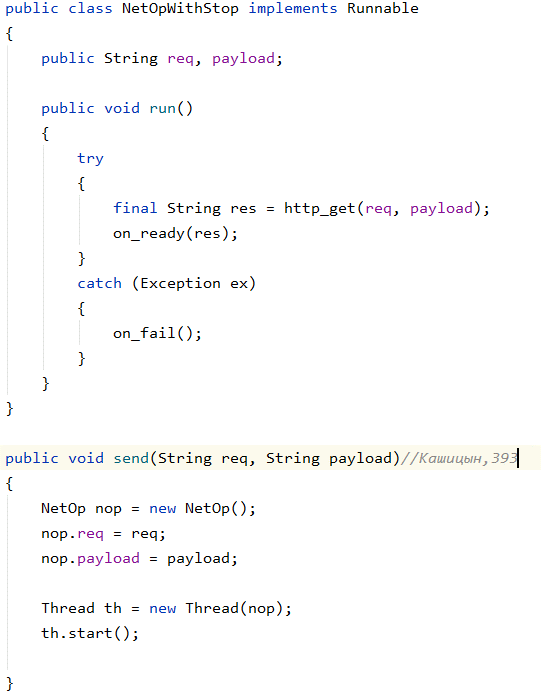 public class NetOpWithStop implements Runnable
{
    public String req, payload;

    public void run()
    {
        try
        {
            final String res = http_get(req, payload);
            on_ready(res);
        }
        catch (Exception ex)
        {
            on_fail();
        }
    }
}

public void send(String req, String payload)//Кашицын,393
{
    NetOp nop = new NetOp();
    nop.req = req;
    nop.payload = payload;

    Thread th = new Thread(nop);
    th.start();

}